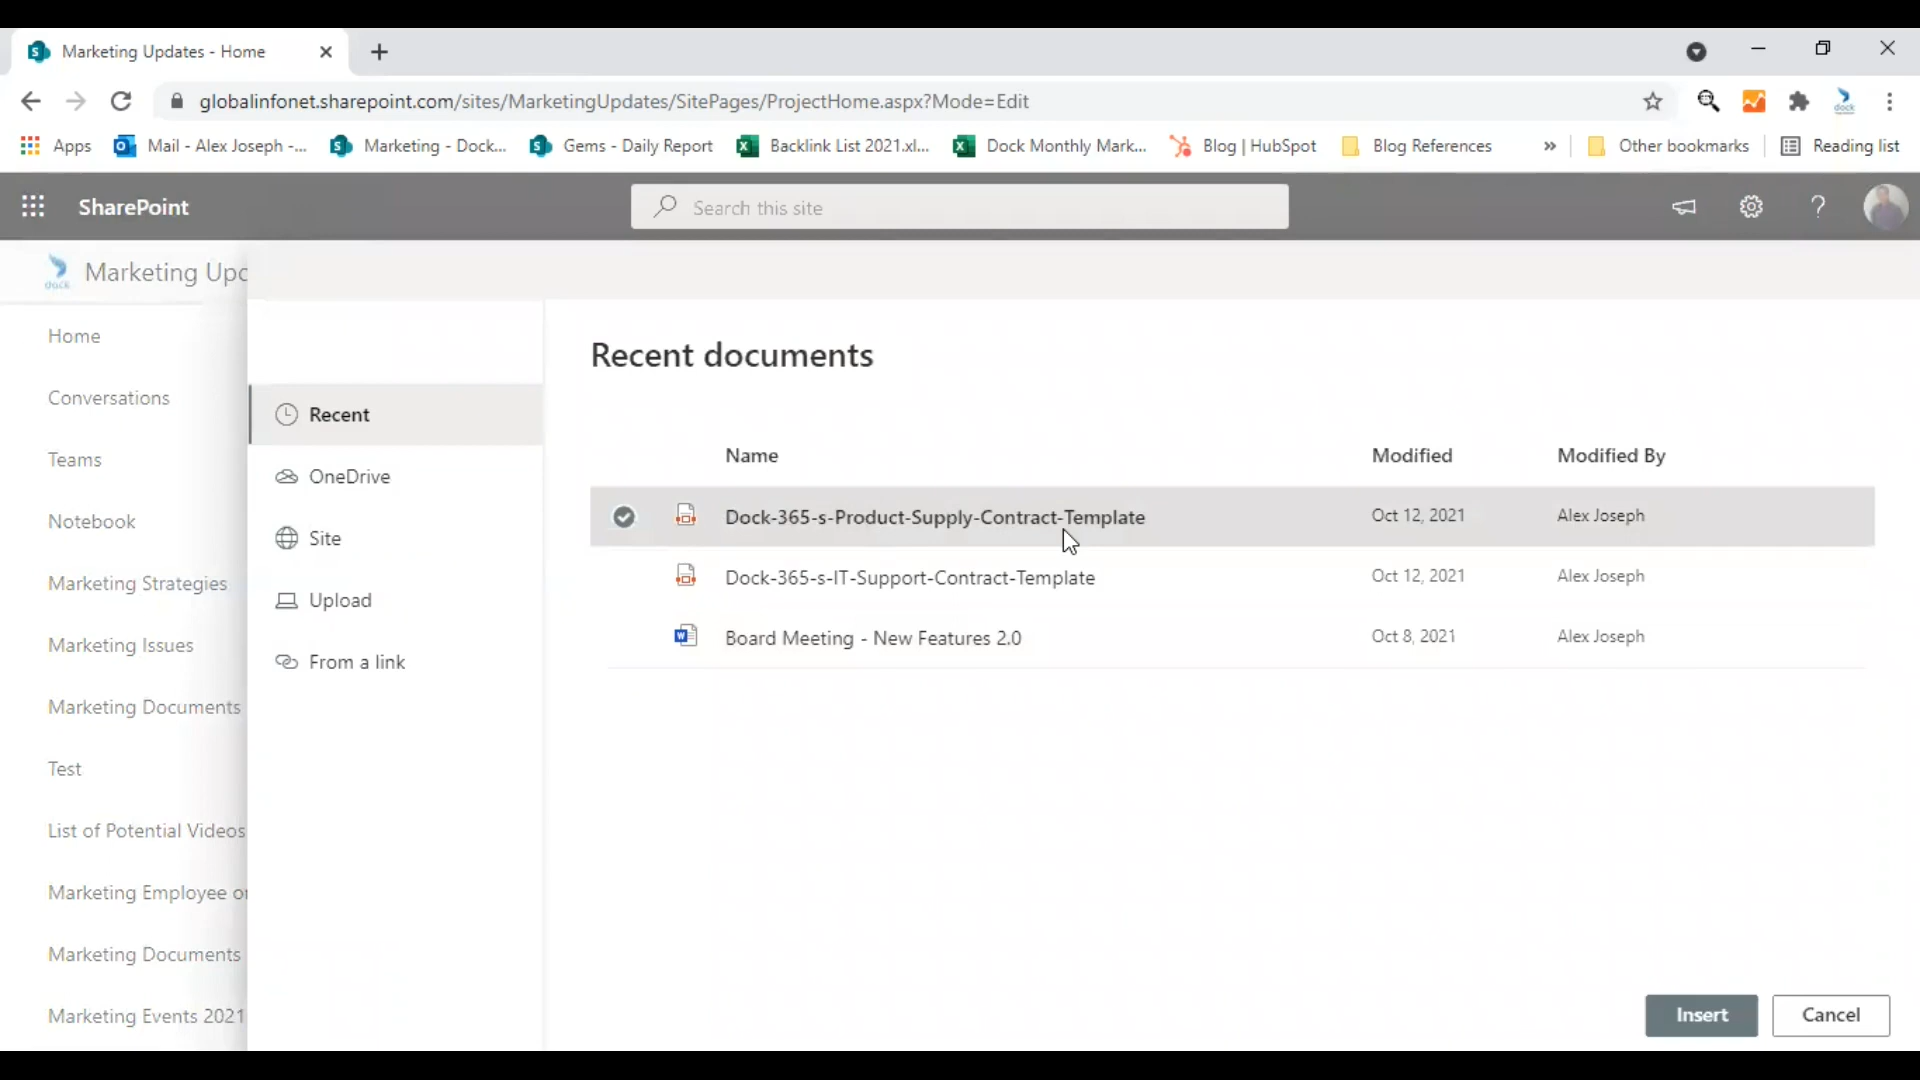 Marketing Updates - Home
globalinfonet.sharepoint.com/sites/MarketingUpdates/SitePages/ProjectHome.aspx?Mode=Edit
dock
Apps Mail - Alex Joseph -... Marketing - Dock... Gems - Daily Report Backlink List 2021.xl... Dock Monthly Mark... Blog | HubSpot Blog References » Other bookmarks Reading list
SharePoint
Search this site
dock
Marketing Upd
Home
Conversations
Teams
Notebook
Marketing Strategies
Marketing Issues
Marketing Documents
Test
List of Potential Videos
Marketing Employee or
Marketing Documents
Marketing Events 2021
Recent
OneDrive
Site
Upload
From a link
Recent documents
Name Modified Modified By
Dock-365-s-Product-Supply-Contract-Template Oct 12, 2021 Alex Joseph
Dock-365-s-IT-Support-Contract-Template Oct 12, 2021 Alex Joseph
Board Meeting - New Features 2.0 Oct 8, 2021 Alex Joseph
Insert Cancel